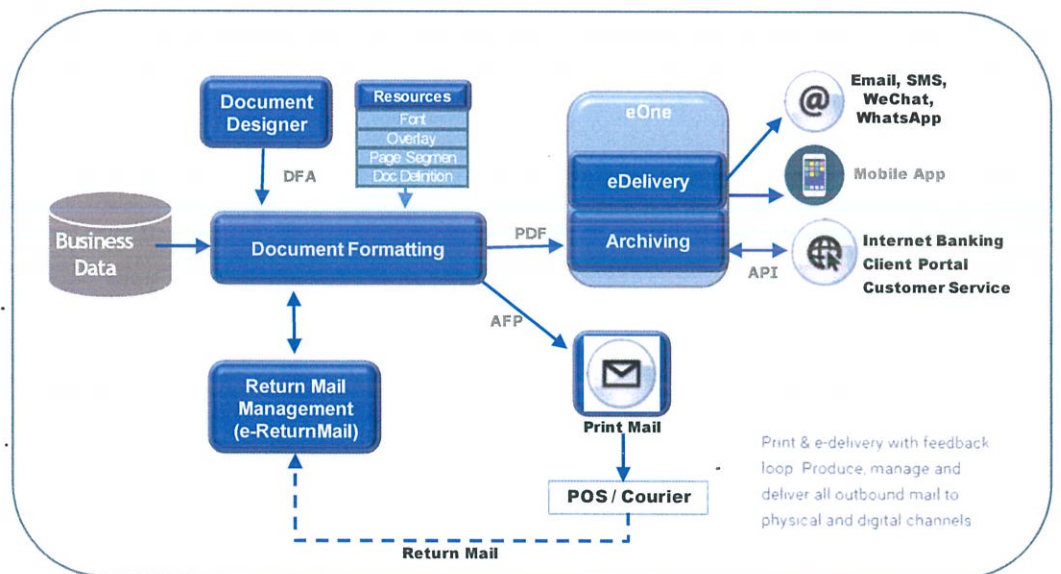 Document
Designer
Resources
Font
Overlay
Page Segmen
Doc Definition
eOne
eDelivery
Archiving
Email, SMS,
WeChat,
WhatsApp
Mobile App
DFA
Business
Data
Document Formatting
PDF
API
Internet Banking
Client Portal
Customer Service
AFP
Return Mail
Management
(e-ReturnMail)
Print Mail
POS / Courier
Return Mail
Print & e-delivery with feedback
loop. Produce, manage and
deliver all outbound mail to
physical and digital channels